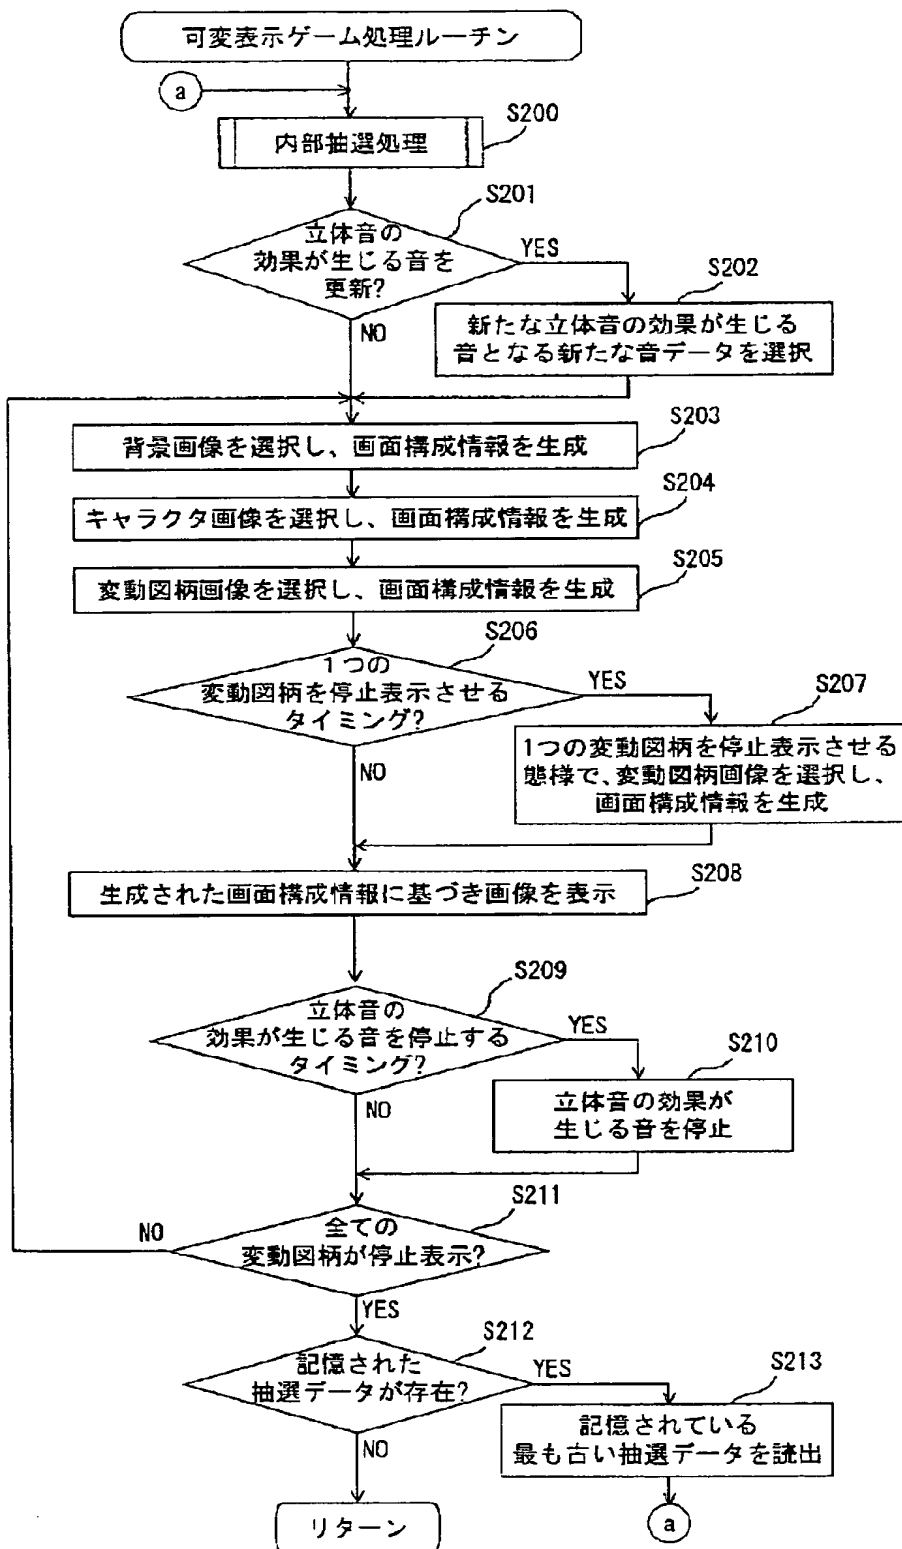 可変表示ゲーム処理ルーチン
a
S200
内部抽選処理
S201
立体音の
効果が生じる音を
更新?
YES
NO
S202
新たな立体音の効果が生じる
音となる新たな音データを選択
S203
背景画像を選択し、画面構成情報を生成
S204
キャラクタ画像を選択し、画面構成情報を生成
S205
変動図柄画像を選択し、画面構成情報を生成
S206
1つの
変動図柄を停止表示させる
タイミング?
YES
NO
S207
1つの変動図柄を停止表示させる
態様で、変動図柄画像を選択し、
画面構成情報を生成
S208
生成された画面構成情報に基づき画像を表示
S209
立体音の
効果が生じる音を停止する
タイミング?
YES
NO
S210
立体音の効果が
生じる音を停止
S211
全ての
変動図柄が停止表示?
NO
YES
S212
記憶された
抽選データが存在?
YES
NO
S213
記憶されている
最も古い抽選データを読出
リターン
a